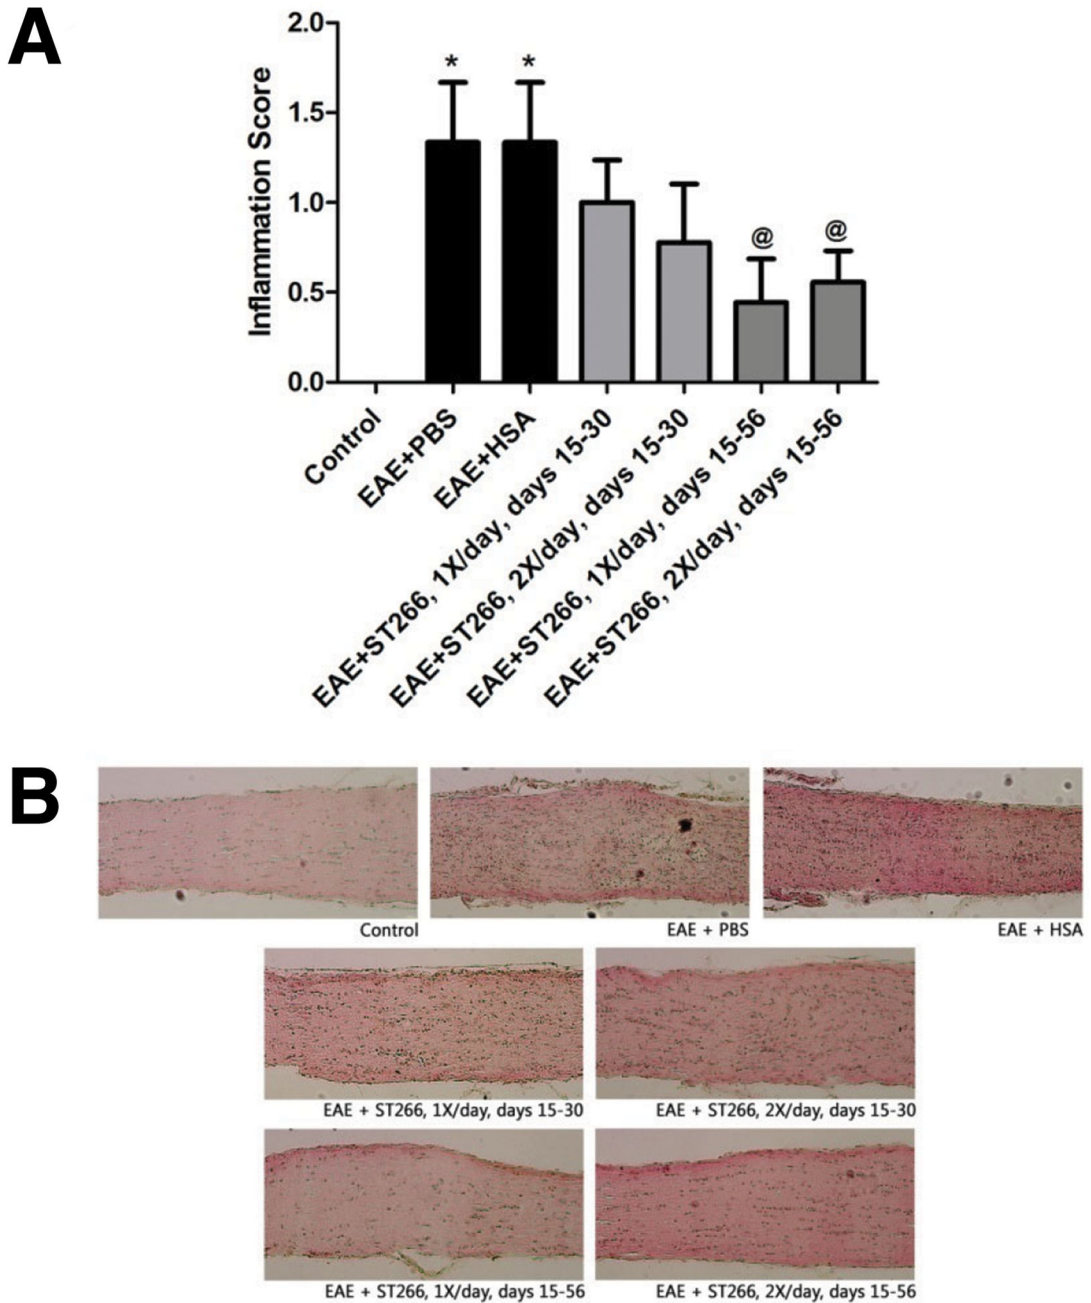 A
2.0
1.5
1.0
0.5
0.0
Inflammation Score
*
*
@
@
Control
EAE+PBS
EAE+HSA
EAE+ST266, 1X/day, days 15-30
EAE+ST266, 2X/day, days 15-30
EAE+ST266, 1X/day, days 15-56
EAE+ST266, 2X/day, days 15-56
B
Control
EAE + PBS
EAE + HSA
EAE + ST266, 1X/day, days 15-30
EAE + ST266, 2X/day, days 15-30
EAE + ST266, 1X/day, days 15-56
EAE + ST266, 2X/day, days 15-56